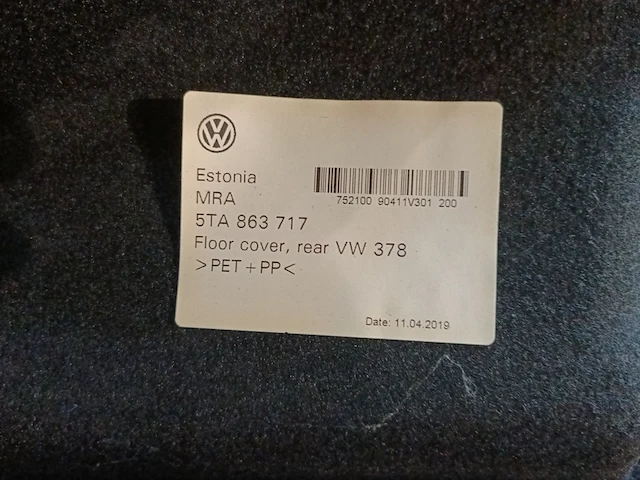 VW
Estonia
MRA
5TA 863 717
Floor cover, rear VW 378
>PET+PP<
752100 90411V301 200
Date: 11.04.2019